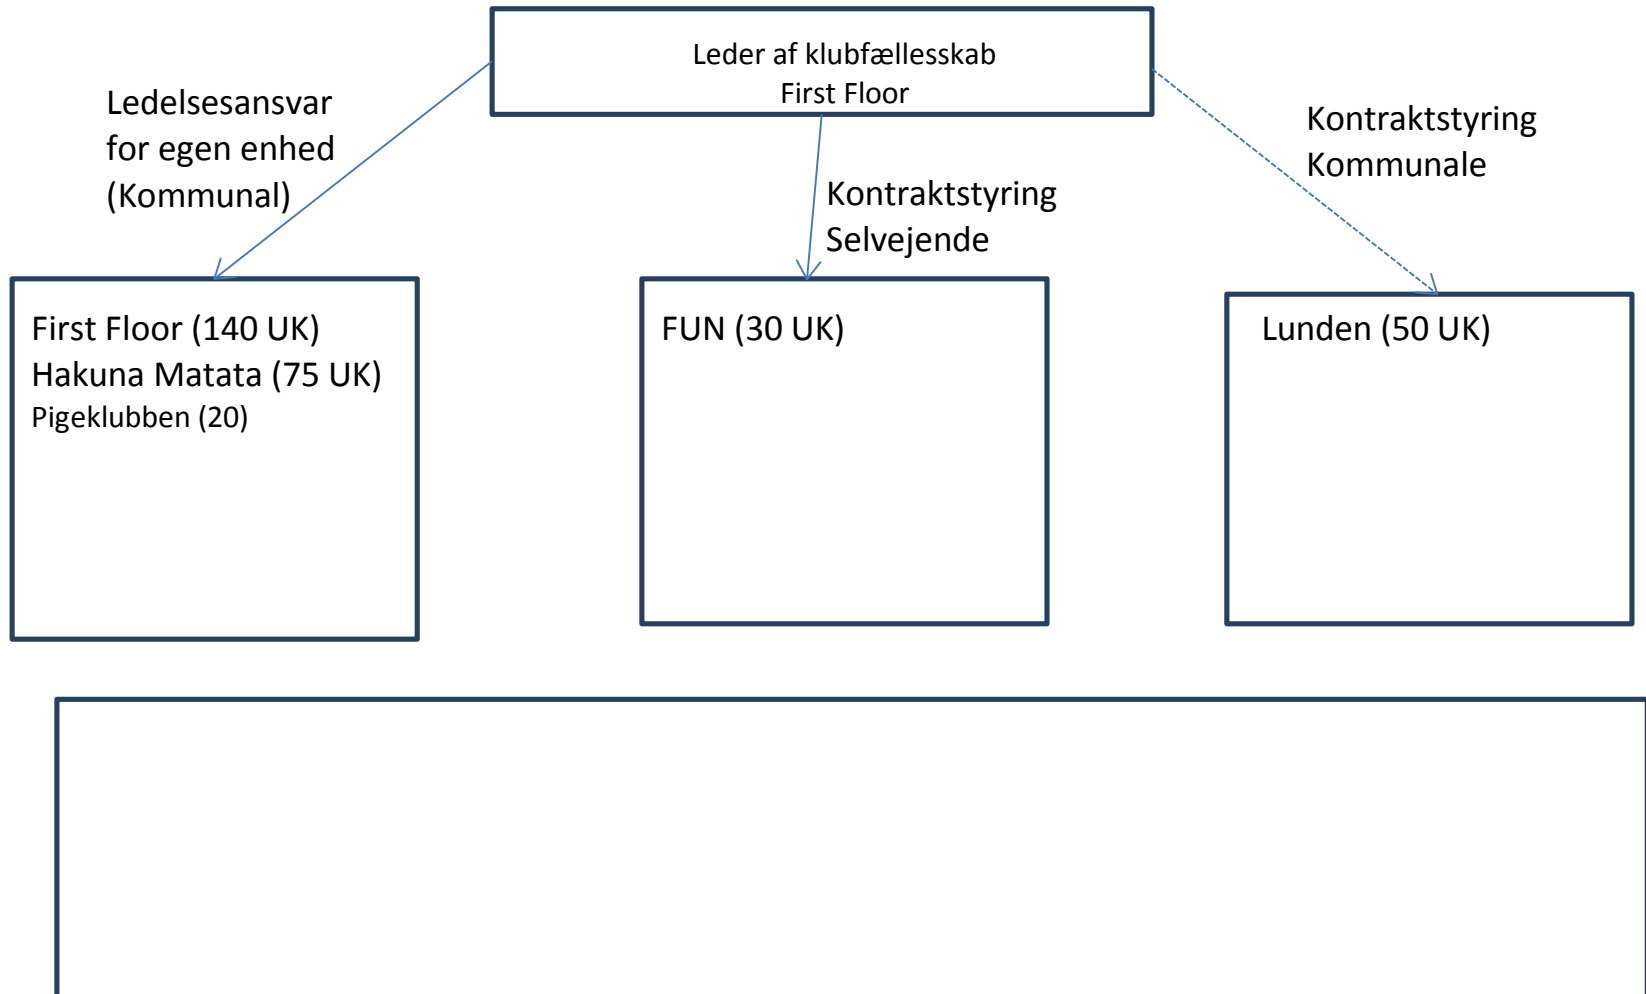 Leder af klubfællesskab
First Floor
Ledelsesansvar
for egen enhed
(Kommunal)
Kontraktstyring
Selvejende
Kontraktstyring
Kommunale
First Floor (140 UK)
Hakuna Matata (75 UK)
Pigeklubben (20)
FUN (30 UK)
Lunden (50 UK)